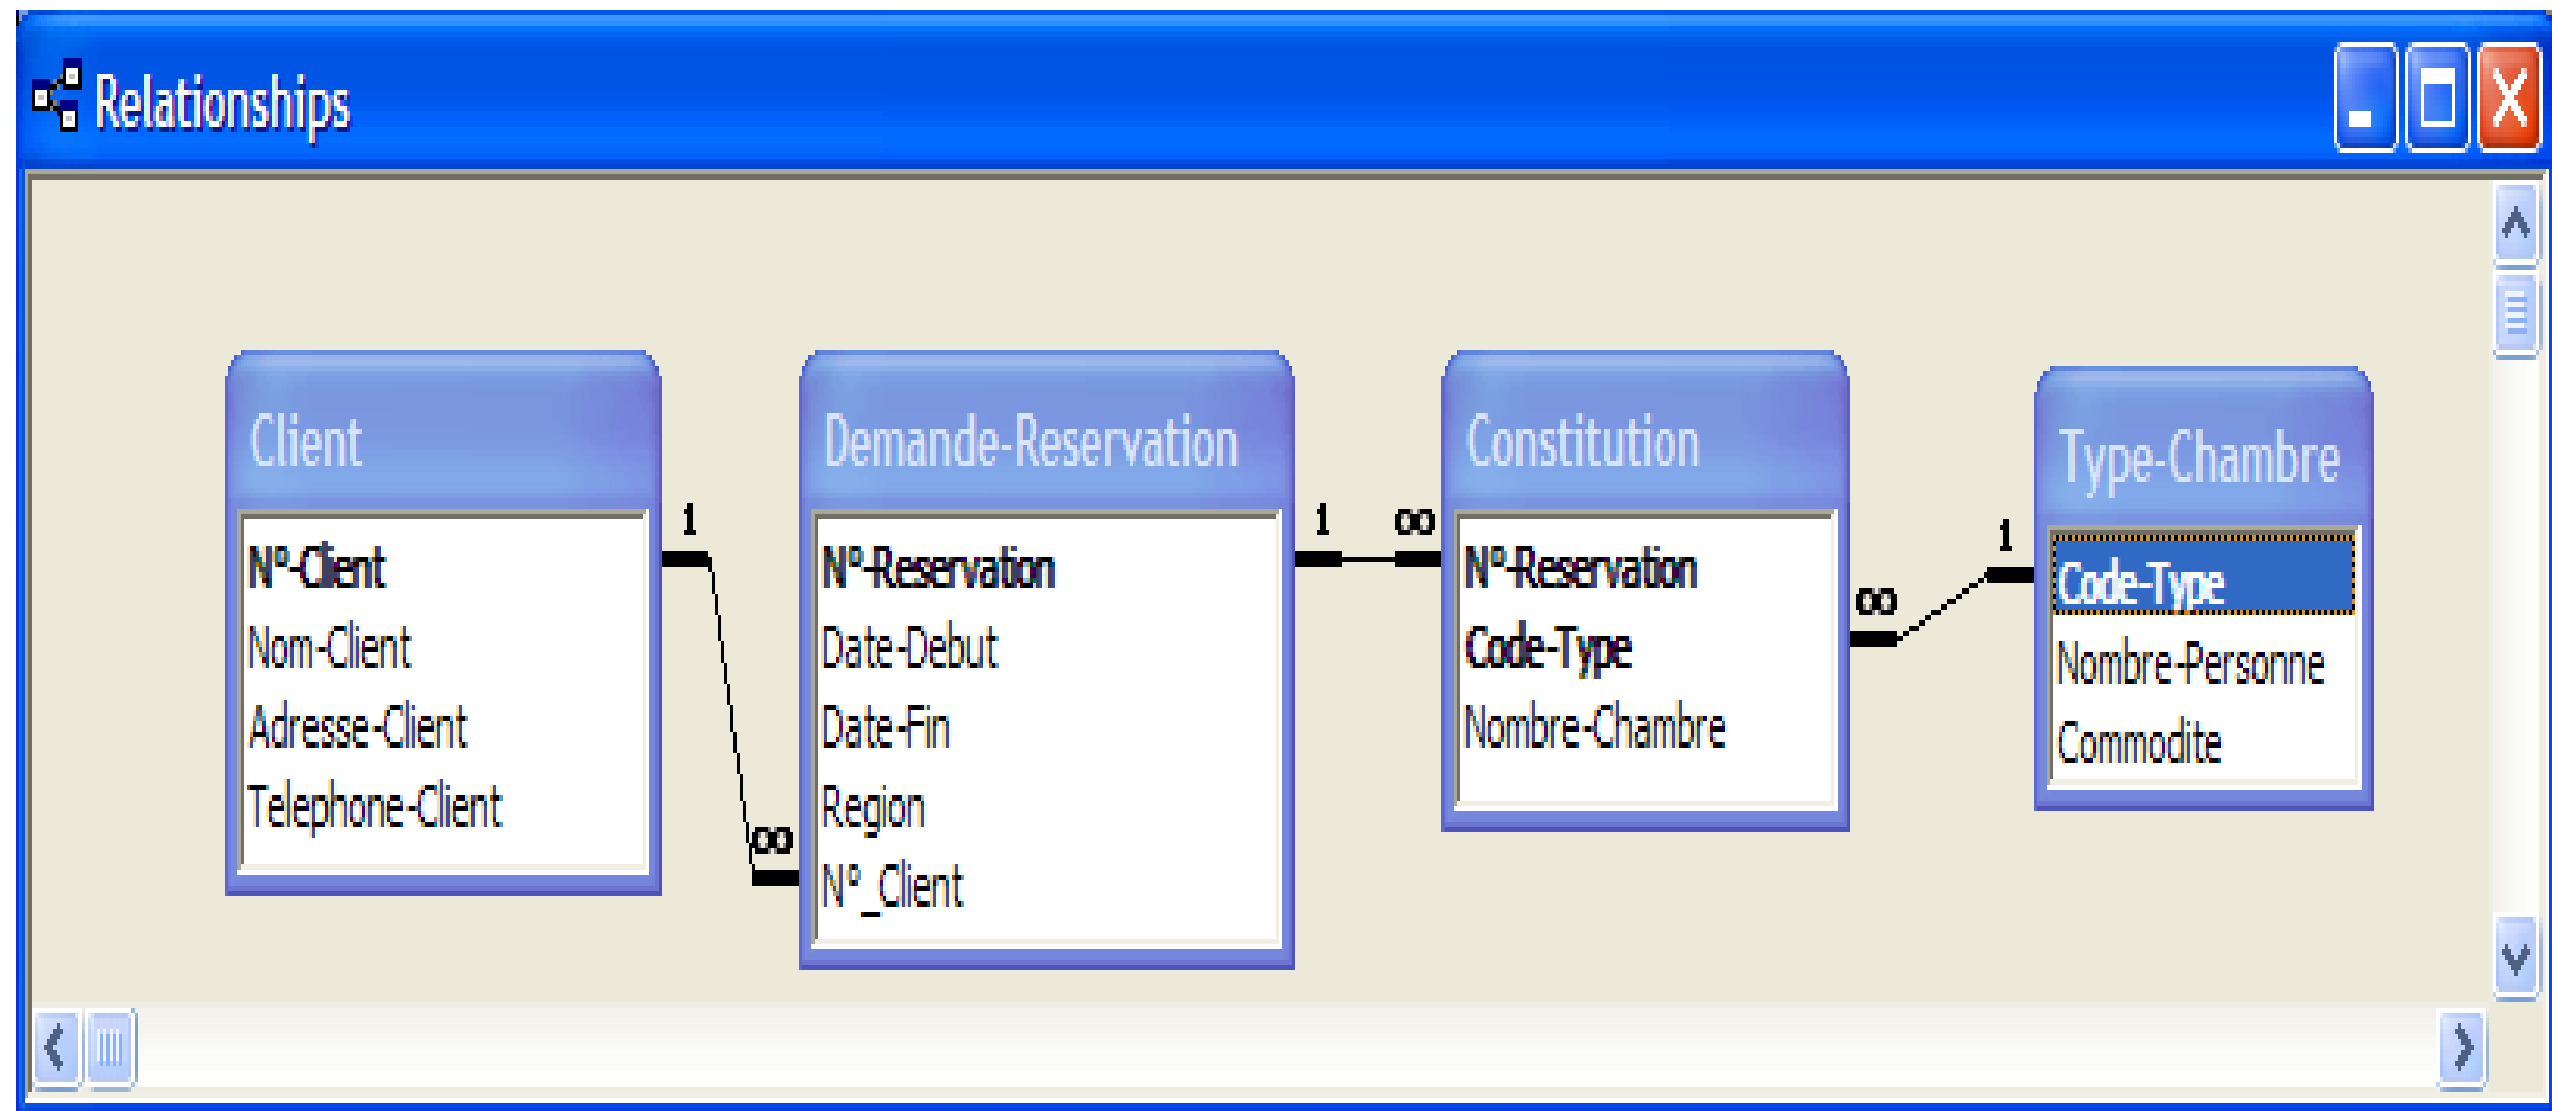 Relationships
Client
N°-Client
Nom-Client
Adresse-Client
Telephone-Client
1
∞
Demande-Reservation
N°-Reservation
Date-Debut
Date-Fin
Region
N°_Client
1
∞
Constitution
N°-Reservation
Code-Type
Nombre-Chambre
∞
1
Type-Chambre
Code-Type
Nombre-Personne
Commodite